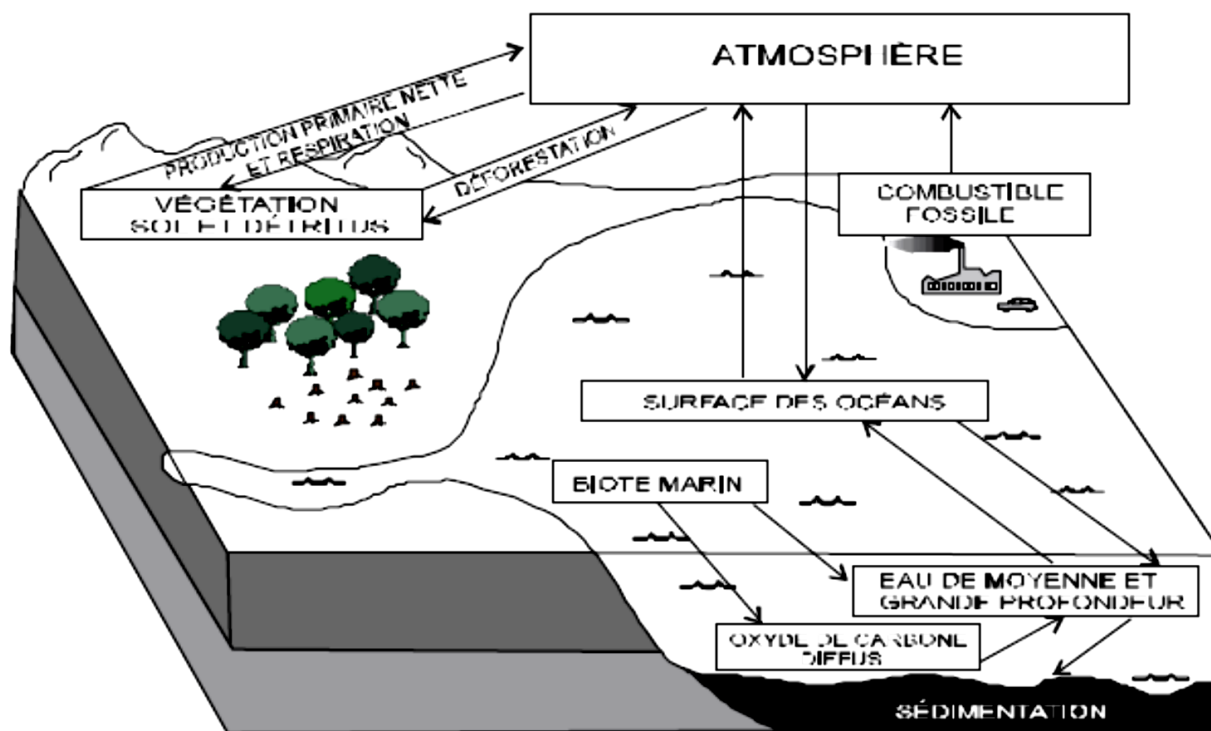 ATMOSPHÈRE
PRODUCTION PRIMAIRE NETTE
ET RESPIRATION
DÉFORESTATION
VÉGÉTATION
SOL ET DÉTRITUS
COMBUSTIBLE
FOSSILE
SURFACE DES OCÉANS
BIOTE MARIN
EAU DE MOYENNE ET
GRANDE PROFONDEUR
OXYDE DE CARBONE
DIFFUS
SÉDIMENTATION